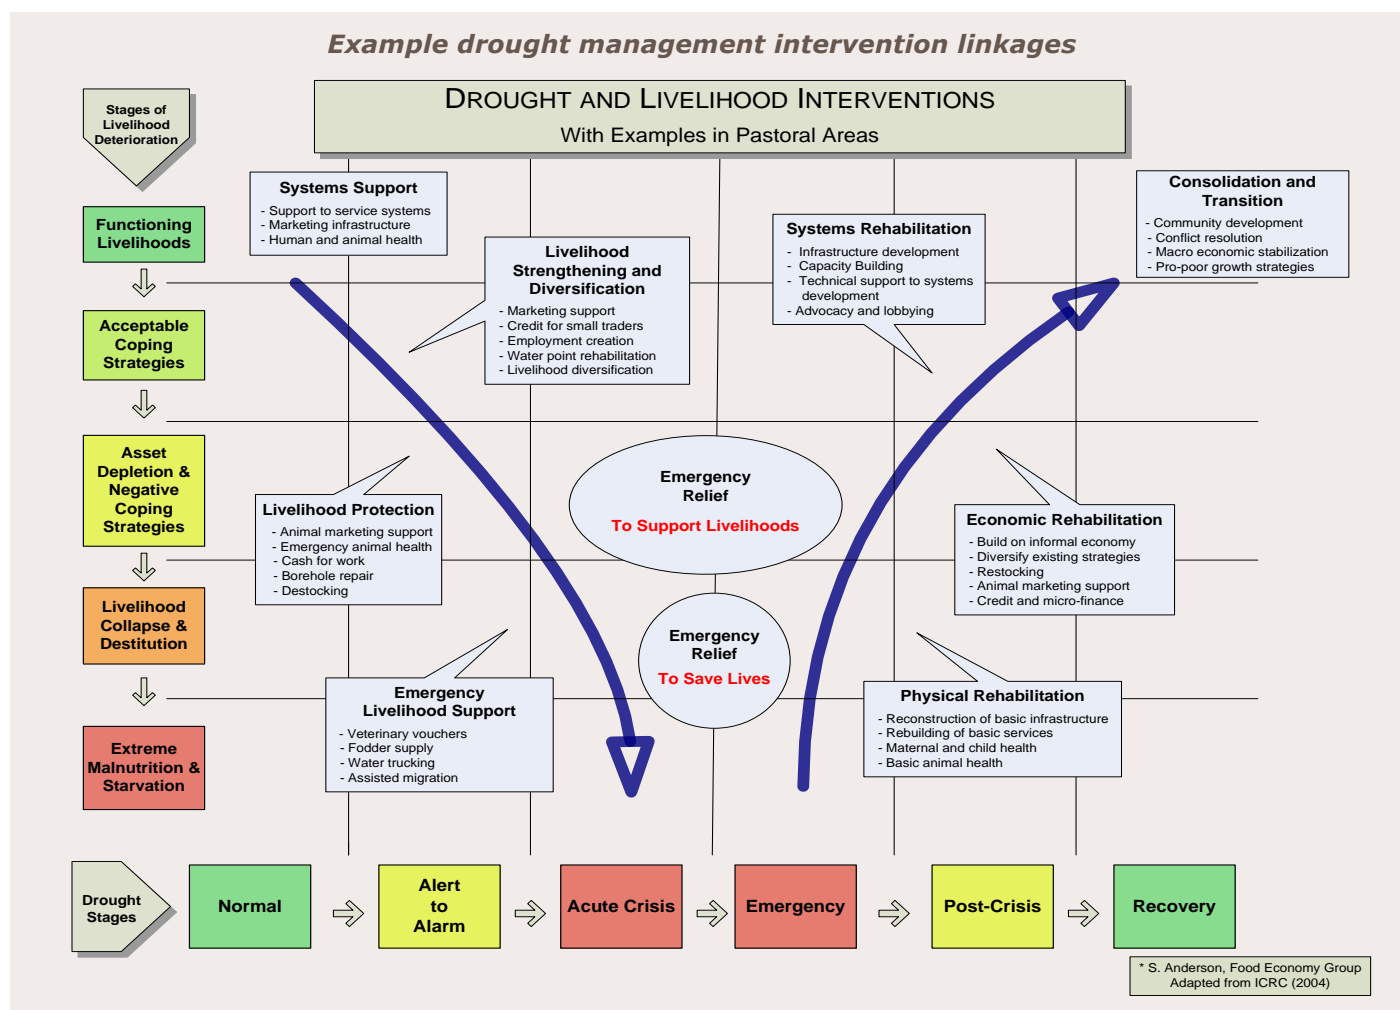 Example drought management intervention linkages
DROUGHT AND LIVELIHOOD INTERVENTIONS
With Examples in Pastoral Areas
Stages of
Livelihood
Deterioration
Functioning
Livelihoods
Acceptable
Coping
Strategies
Asset
Depletion &
Negative
Coping
Strategies
Livelihood
Collapse &
Destitution
Extreme
Malnutrition &
Starvation
Systems Support
- Support to service systems
- Marketing infrastructure
- Human and animal health
Livelihood
Strengthening and
Diversification
- Marketing support
- Credit for small traders
- Employment creation
- Water point rehabilitation
- Livelihood diversification
Systems Rehabilitation
- Infrastructure development
- Capacity Building
- Technical support to systems
development
- Advocacy and lobbying
Consolidation and
Transition
- Community development
- Conflict resolution
- Macro economic stabilization
- Pro-poor growth strategies
Livelihood Protection
- Animal marketing support
- Emergency animal health
- Cash for work
- Borehole repair
- Destocking
Emergency
Relief
To Support Livelihoods
Economic Rehabilitation
- Build on informal economy
- Diversify existing strategies
- Restocking
- Animal marketing support
- Credit and micro-finance
Emergency
Relief
To Save Lives
Emergency
Livelihood Support
- Veterinary vouchers
- Fodder supply
- Water trucking
- Assisted migration
Physical Rehabilitation
- Reconstruction of basic infrastructure
- Rebuilding of basic services
- Maternal and child health
- Basic animal health
Drought
Stages
Normal
Alert
to
Alarm
Acute Crisis
Emergency
Post-Crisis
Recovery
* S. Anderson, Food Economy Group
Adapted from ICRC (2004)